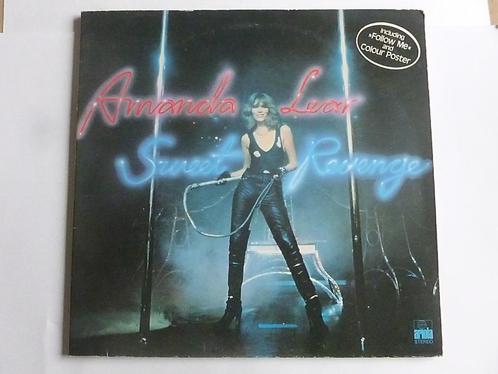 Including
»Follow Me«
and
Colour Poster
Amanda Lear
Sweet Revenge
ariola
STEREO